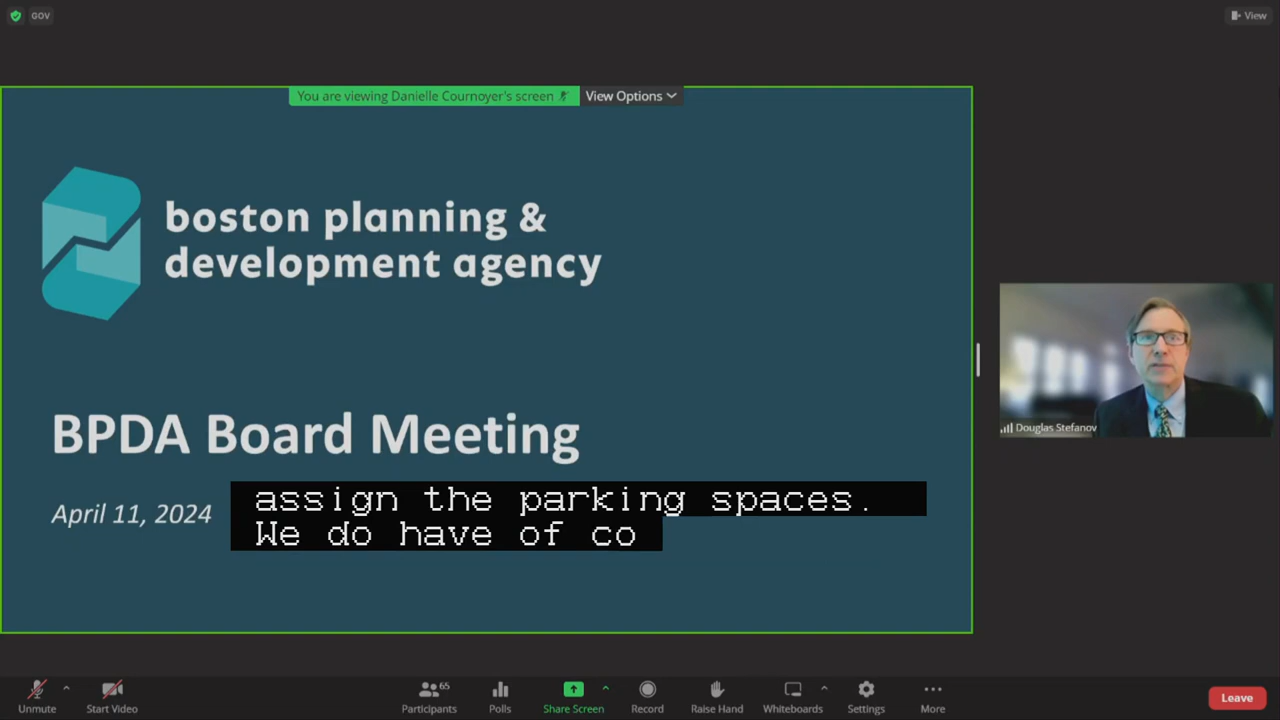 GOV
View
You are viewing Danielle Cournoyer's screen
View Options
boston planning &
development agency
BPDA Board Meeting
April 11, 2024
assign the parking spaces.
We do have of co
Douglas Stefanov
Unmute
Start Video
65
Participants
Polls
Share Screen
Record
Raise Hand
Whiteboards
Settings
More
Leave